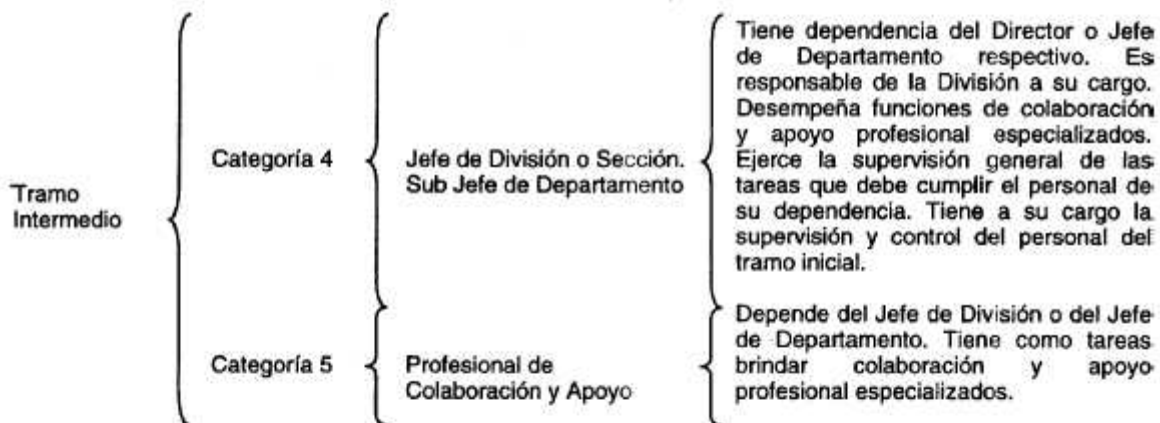 Tramo
Intermedio
Categoría 4
Jefe de División o Sección.
Sub Jefe de Departamento
Tiene dependencia del Director o Jefe
de Departamento respectivo. Es
responsable de la División a su cargo.
Desempeña funciones de colaboración
y apoyo profesional especializados.
Ejerce la supervisión general de las
tareas que debe cumplir el personal de
su dependencia. Tiene a su cargo la
supervisión y control del personal del
tramo inicial.
Categoría 5
Profesional de
Colaboración y Apoyo
Depende del Jefe de División o del Jefe
de Departamento. Tiene como tareas
brindar colaboración y apoyo
profesional especializados.